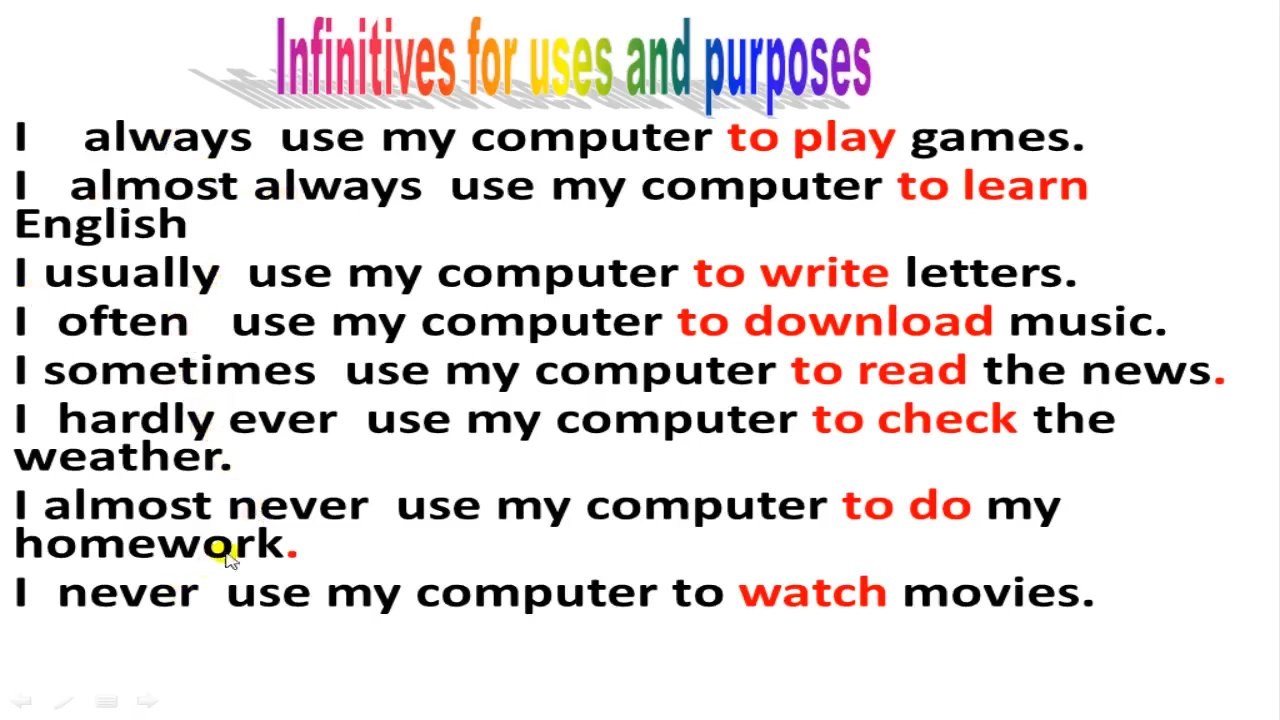 Infinitives for uses and purposes
I always use my computer to play games.
I almost always use my computer to learn
English
I usually use my computer to write letters.
I often use my computer to download music.
I sometimes use my computer to read the news.
I hardly ever use my computer to check the
weather.
I almost never use my computer to do my
homework.
I never use my computer to watch movies.